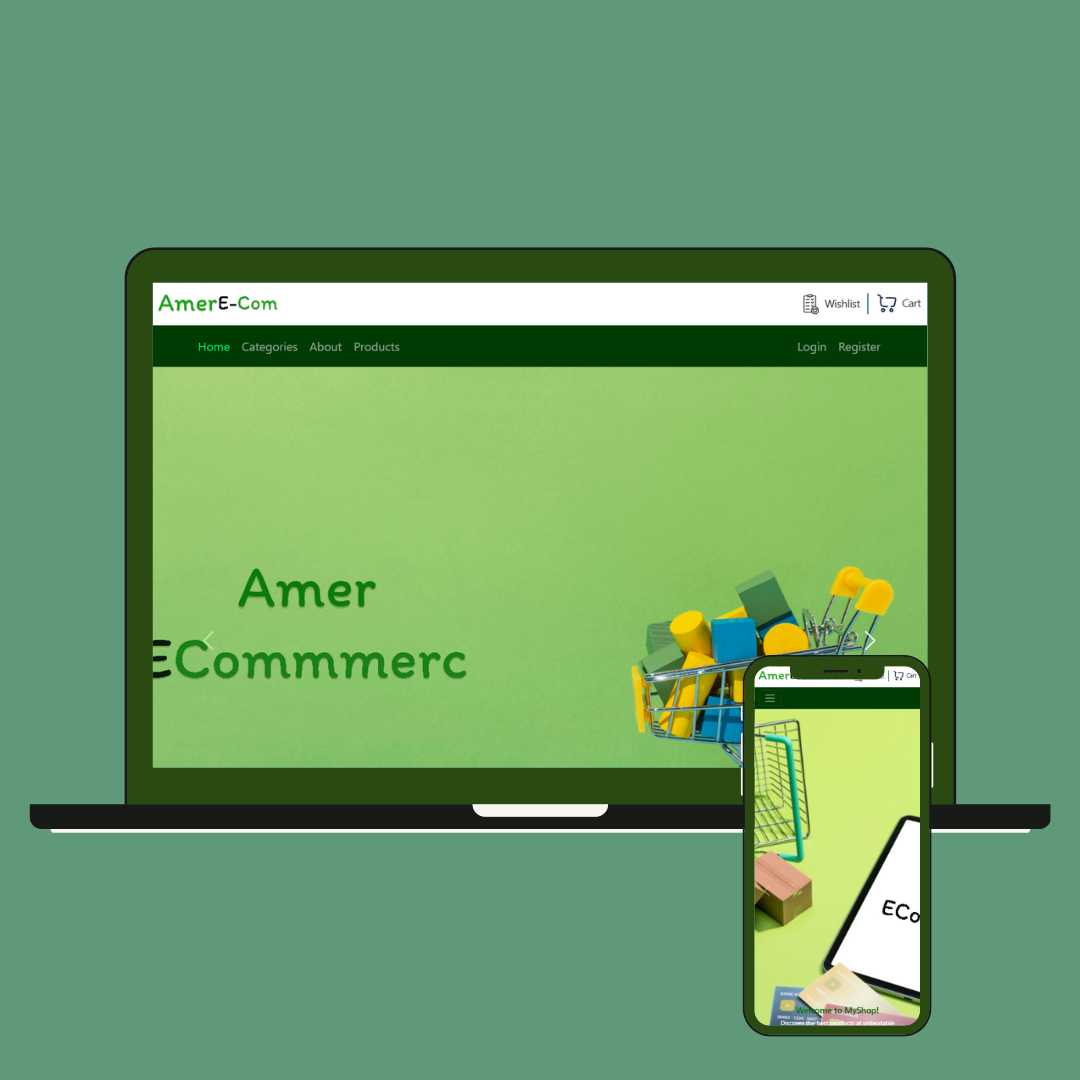 AmerE-Com
Wishlist
Cart
Home Categories About Products
Login Register
Amer
ECommmerc
Amer
Cart
ECo
Welcome to MyShop!
Discover the best products at unbeatable